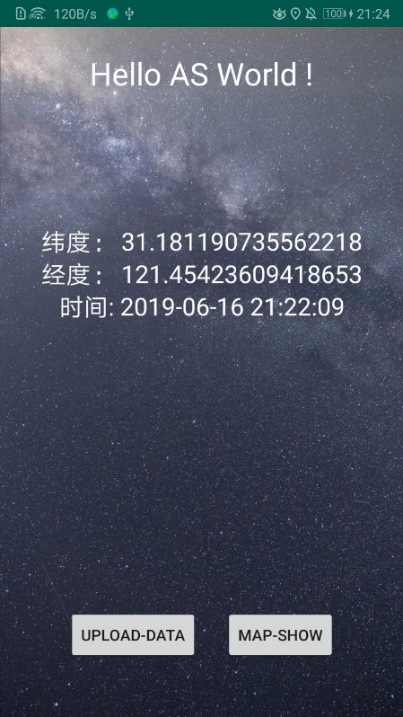 120B/s 100 21:24
Hello AS World !
纬度： 31.181190735562218
经度： 121.45423609418653
时间: 2019-06-16 21:22:09
UPLOAD-DATA MAP-SHOW